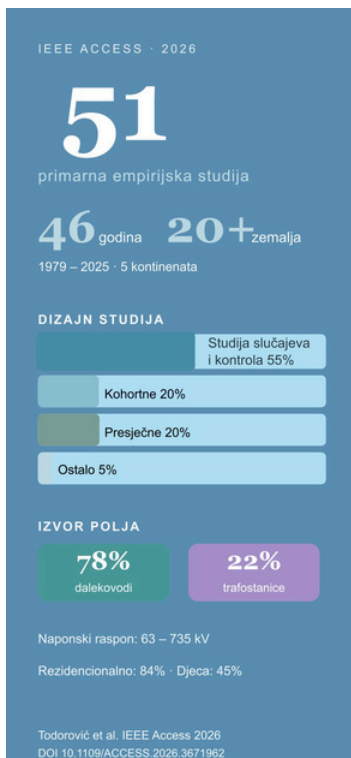 IEEE ACCESS · 2026
51
primarna empirijska studija
46 godina 20+ zemalja
1979 – 2025 · 5 kontinenata
DIZAJN STUDIJA
Studija slučajeva
i kontrola 55%
Kohortne 20%
Presječne 20%
Ostalo 5%
IZVOR POLJA
78% 22%
dalekovodi trafostanice
Naponski raspon: 63 – 735 kV
Rezidencionalno: 84% · Djeca: 45%
Todorović et al. IEEE Access 2026
DOI 10.1109/ACCESS.2026.3671962